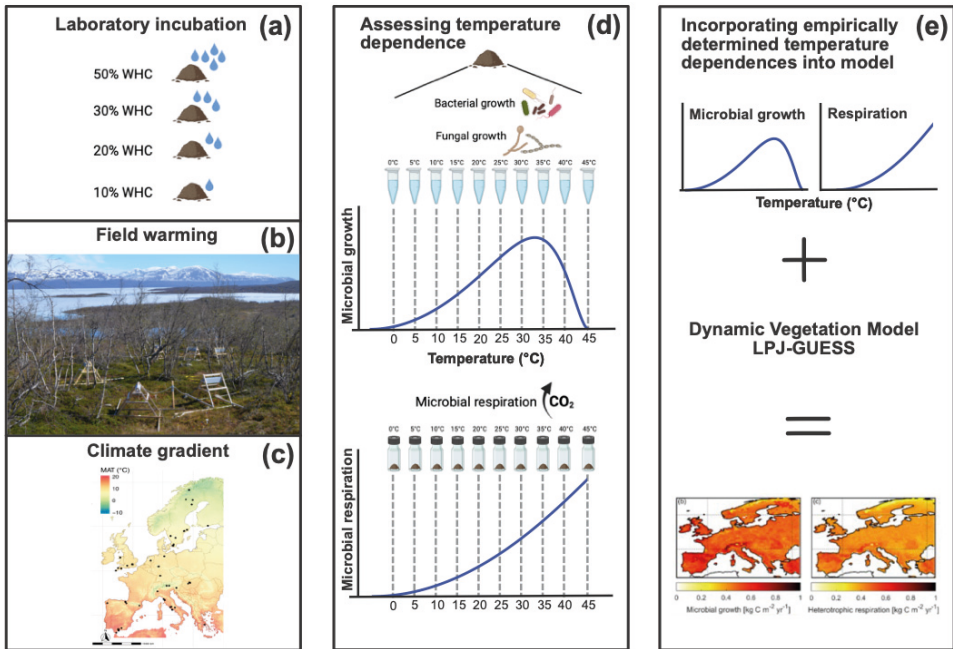 Laboratory incubation
(a)
50% WHC
30% WHC
20% WHC
10% WHC
Field warming
(b)
Climate gradient
(c)
MAT (°C)
20
10
0
−10
Assessing temperature
dependence
(d)
Bacterial growth
Fungal growth
0°C 5°C 10°C 15°C 20°C 25°C 30°C 35°C 40°C 45°C
Microbial growth
0 5 10 15 20 25 30 35 40 45
Temperature (°C)
Microbial respiration CO2
0°C 5°C 10°C 15°C 20°C 25°C 30°C 35°C 40°C 45°C
Microbial respiration
0 5 10 15 20 25 30 35 40 45
Incorporating empirically
determined temperature
dependences into model
(e)
Microbial growth Respiration
Temperature (°C)
+
Dynamic Vegetation Model
LPJ-GUESS
=
(b) (c)
0 0.2 0.4 0.6 0.8 1 0 0.2 0.4 0.6 0.8 1
Microbial growth [kg C m-2 yr-1] Heterotrophic respiration [kg C m-2 yr-1]